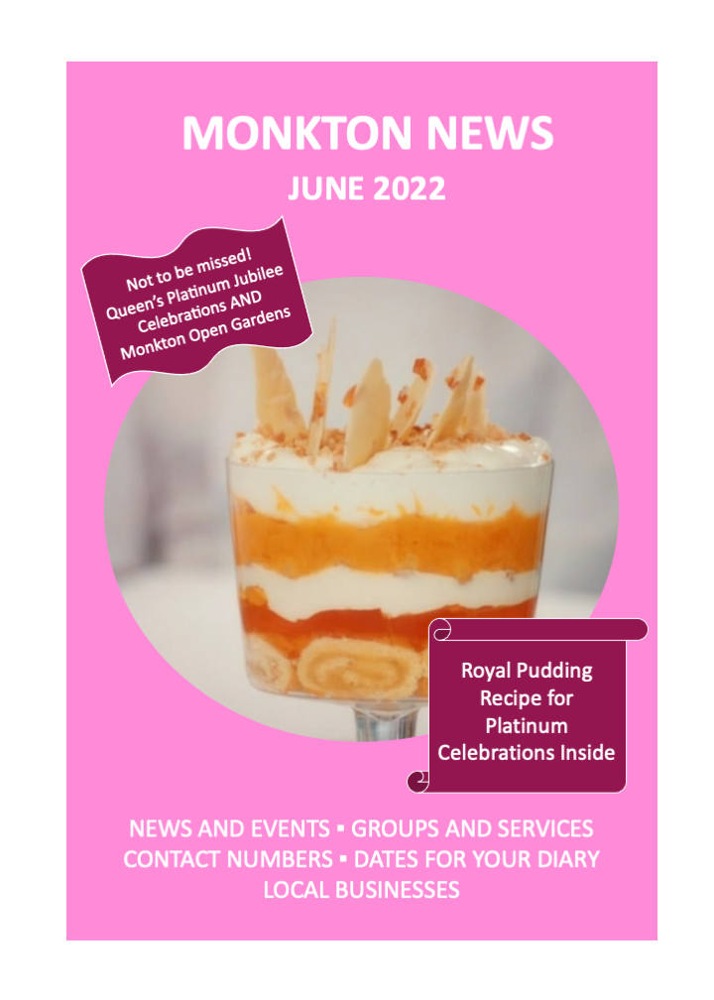 MONKTON NEWS
JUNE 2022
Not to be missed!
Queen’s Platinum Jubilee
Celebrations AND
Monkton Open Gardens
Royal Pudding
Recipe for
Platinum
Celebrations Inside
NEWS AND EVENTS ▪ GROUPS AND SERVICES
CONTACT NUMBERS ▪ DATES FOR YOUR DIARY
LOCAL BUSINESSES